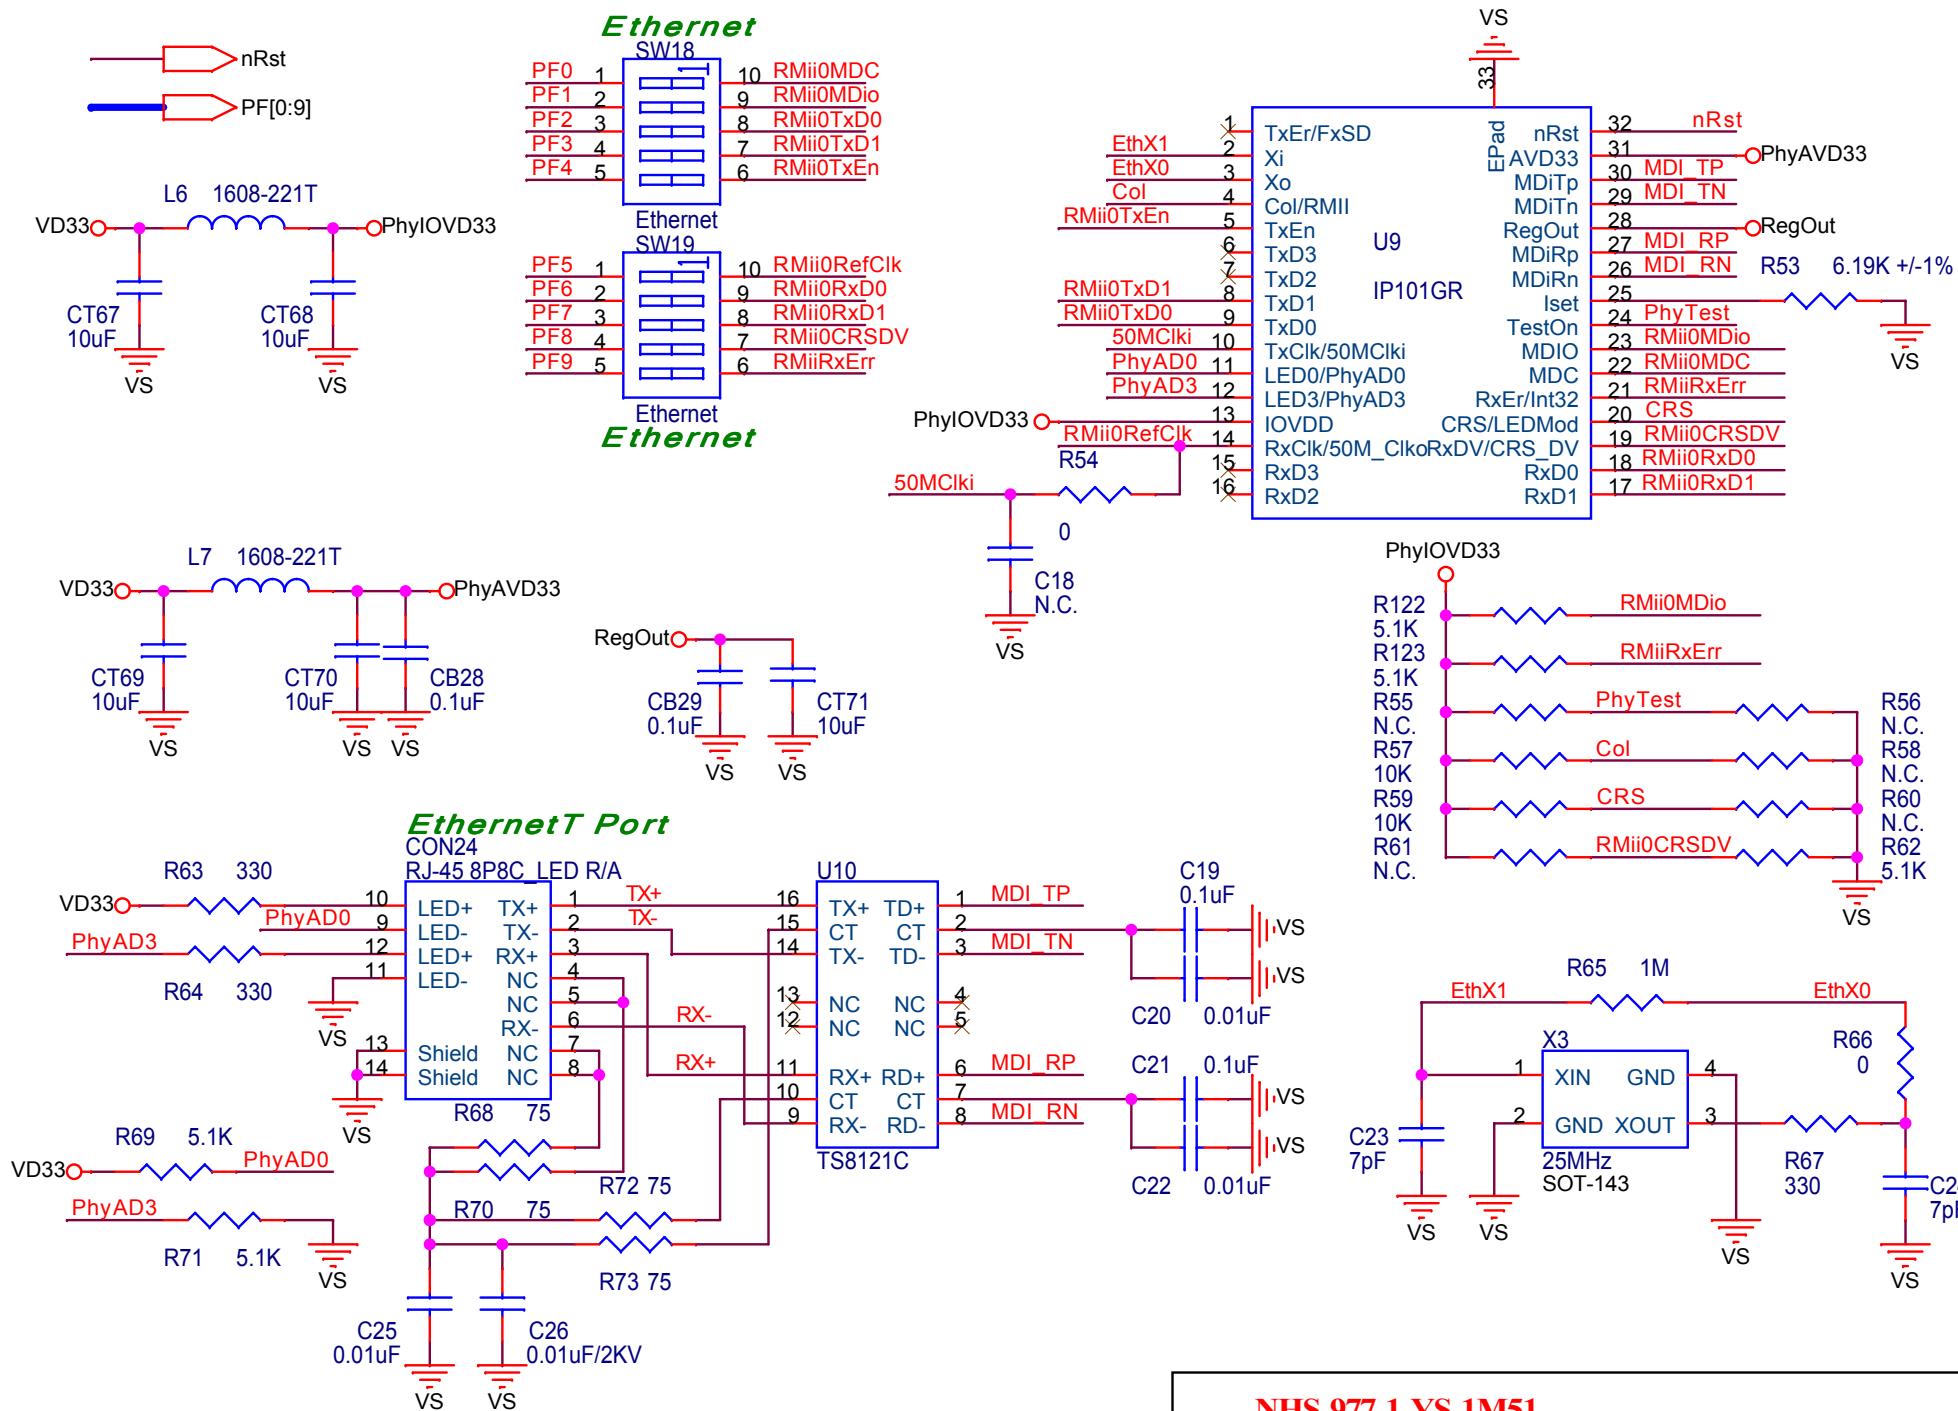 nRst
PF[0:9]
Ethernet
SW18
PF0 1 10 RMii0MDC
PF1 2 9 RMii0MDio
PF2 3 8 RMii0TxD0
PF3 4 7 RMii0TxD1
PF4 5 6 RMii0TxEn
Ethernet
SW19
PF5 1 10 RMii0RefClk
PF6 2 9 RMii0RxD0
PF7 3 8 RMii0RxD1
PF8 4 7 RMii0CRSDV
PF9 5 6 RMiiRxErr
Ethernet
Ethernet
L6 1608-221T
VD33 PhyIOVD33
CT67 10uF
CT68 10uF
VS VS
VS
33
EPad
1 TxEr/FxSD nRst 32 nRst
EthX1 2 Xi AVD33 31 PhyAVD33
EthX0 3 Xo MDiTp 30 MDI_TP
Col 4 Col/RMII MDiTn 29 MDI_TN
RMii0TxEn 5 TxEn RegOut 28 RegOut
6 TxD3 U9 MDiRp 27 MDI_RP
7 TxD2 MDiRn 26 MDI_RN
R53 6.19K +/-1%
RMii0TxD1 8 TxD1 IP101GR Iset 25
VS
RMii0TxD0 9 TxD0 TestOn 24 PhyTest
50MClki 10 TxClk/50MClki MDIO 23 RMii0MDio
PhyAD0 11 LED0/PhyAD0 MDC 22 RMii0MDC
PhyAD3 12 LED3/PhyAD3 RxEr/Int32 21 RMiiRxErr
PhyIOVD33 13 IOVDD CRS/LEDMod 20 CRS
RMii0RefClk 14 RxClk/50M_ClkoRxDV/CRS_DV 19 RMii0CRSDV
15 RxD3 RxD0 18 RMii0RxD0
16 RxD2 RxD1 17 RMii0RxD1
50MClki
R54
0
C18
N.C.
VS
L7 1608-221T
VD33 PhyAVD33
CT69 10uF
CT70 10uF
CB28 0.1uF
VS VS VS
RegOut
CB29 0.1uF
CT71 10uF
VS VS
PhyIOVD33
R122 5.1K RMii0MDio
R123 5.1K RMiiRxErr
R55 N.C. PhyTest R56 N.C.
R57 10K Col R58 N.C.
R59 10K CRS R60 N.C.
R61 N.C. RMii0CRSDV R62 5.1K
VS
EthernetT Port
CON24
RJ-45 8P8C_LED R/A
R63 330
VD33 10 LED+ TX+ 1 TX+
PhyAD0 9 LED- TX- 2 TX-
PhyAD3 12 LED+ RX+ 3
11 LED- NC 4
R64 330
VS
NC 5
RX- 6 RX-
13 Shield NC 7
14 Shield NC 8 RX+
VS
U10
16 TX+ TD+ 1 MDI_TP
15 CT CT 2
14 TX- TD- 3 MDI_TN
13 NC NC 4
12 NC NC 5
11 RX+ RD+ 6 MDI_RP
10 CT CT 7
9 RX- RD- 8 MDI_RN
TS8121C
C19
0.1uF
VS
VS
C20 0.01uF
C21 0.1uF
VS
VS
C22 0.01uF
R68 75
R72 75
R70 75
R73 75
R69 5.1K
VD33 PhyAD0
PhyAD3
R71 5.1K
VS
C25
0.01uF
VS
C26
0.01uF/2KV
VS
R65 1M
EthX1 EthX0
R66
0
X3
1 XIN GND 4
2 GND XOUT 3
25MHz
SOT-143
R67
330
C23
7pF
VS VS VS VS
7p
NHS-977-1-YS-1M51